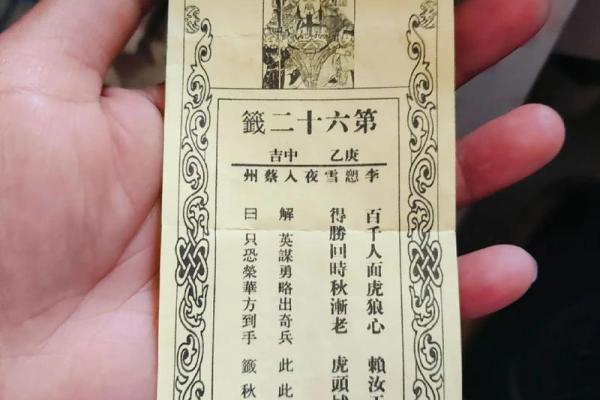 第六十二籤
庚乙 中吉
李愬雪夜入蔡州
百千人面虎狼心 賴汝
得勝回時秋漸老 虎頭
解 英謀勇略出奇兵 此 此
曰 只恐榮華方到手 籤 秋